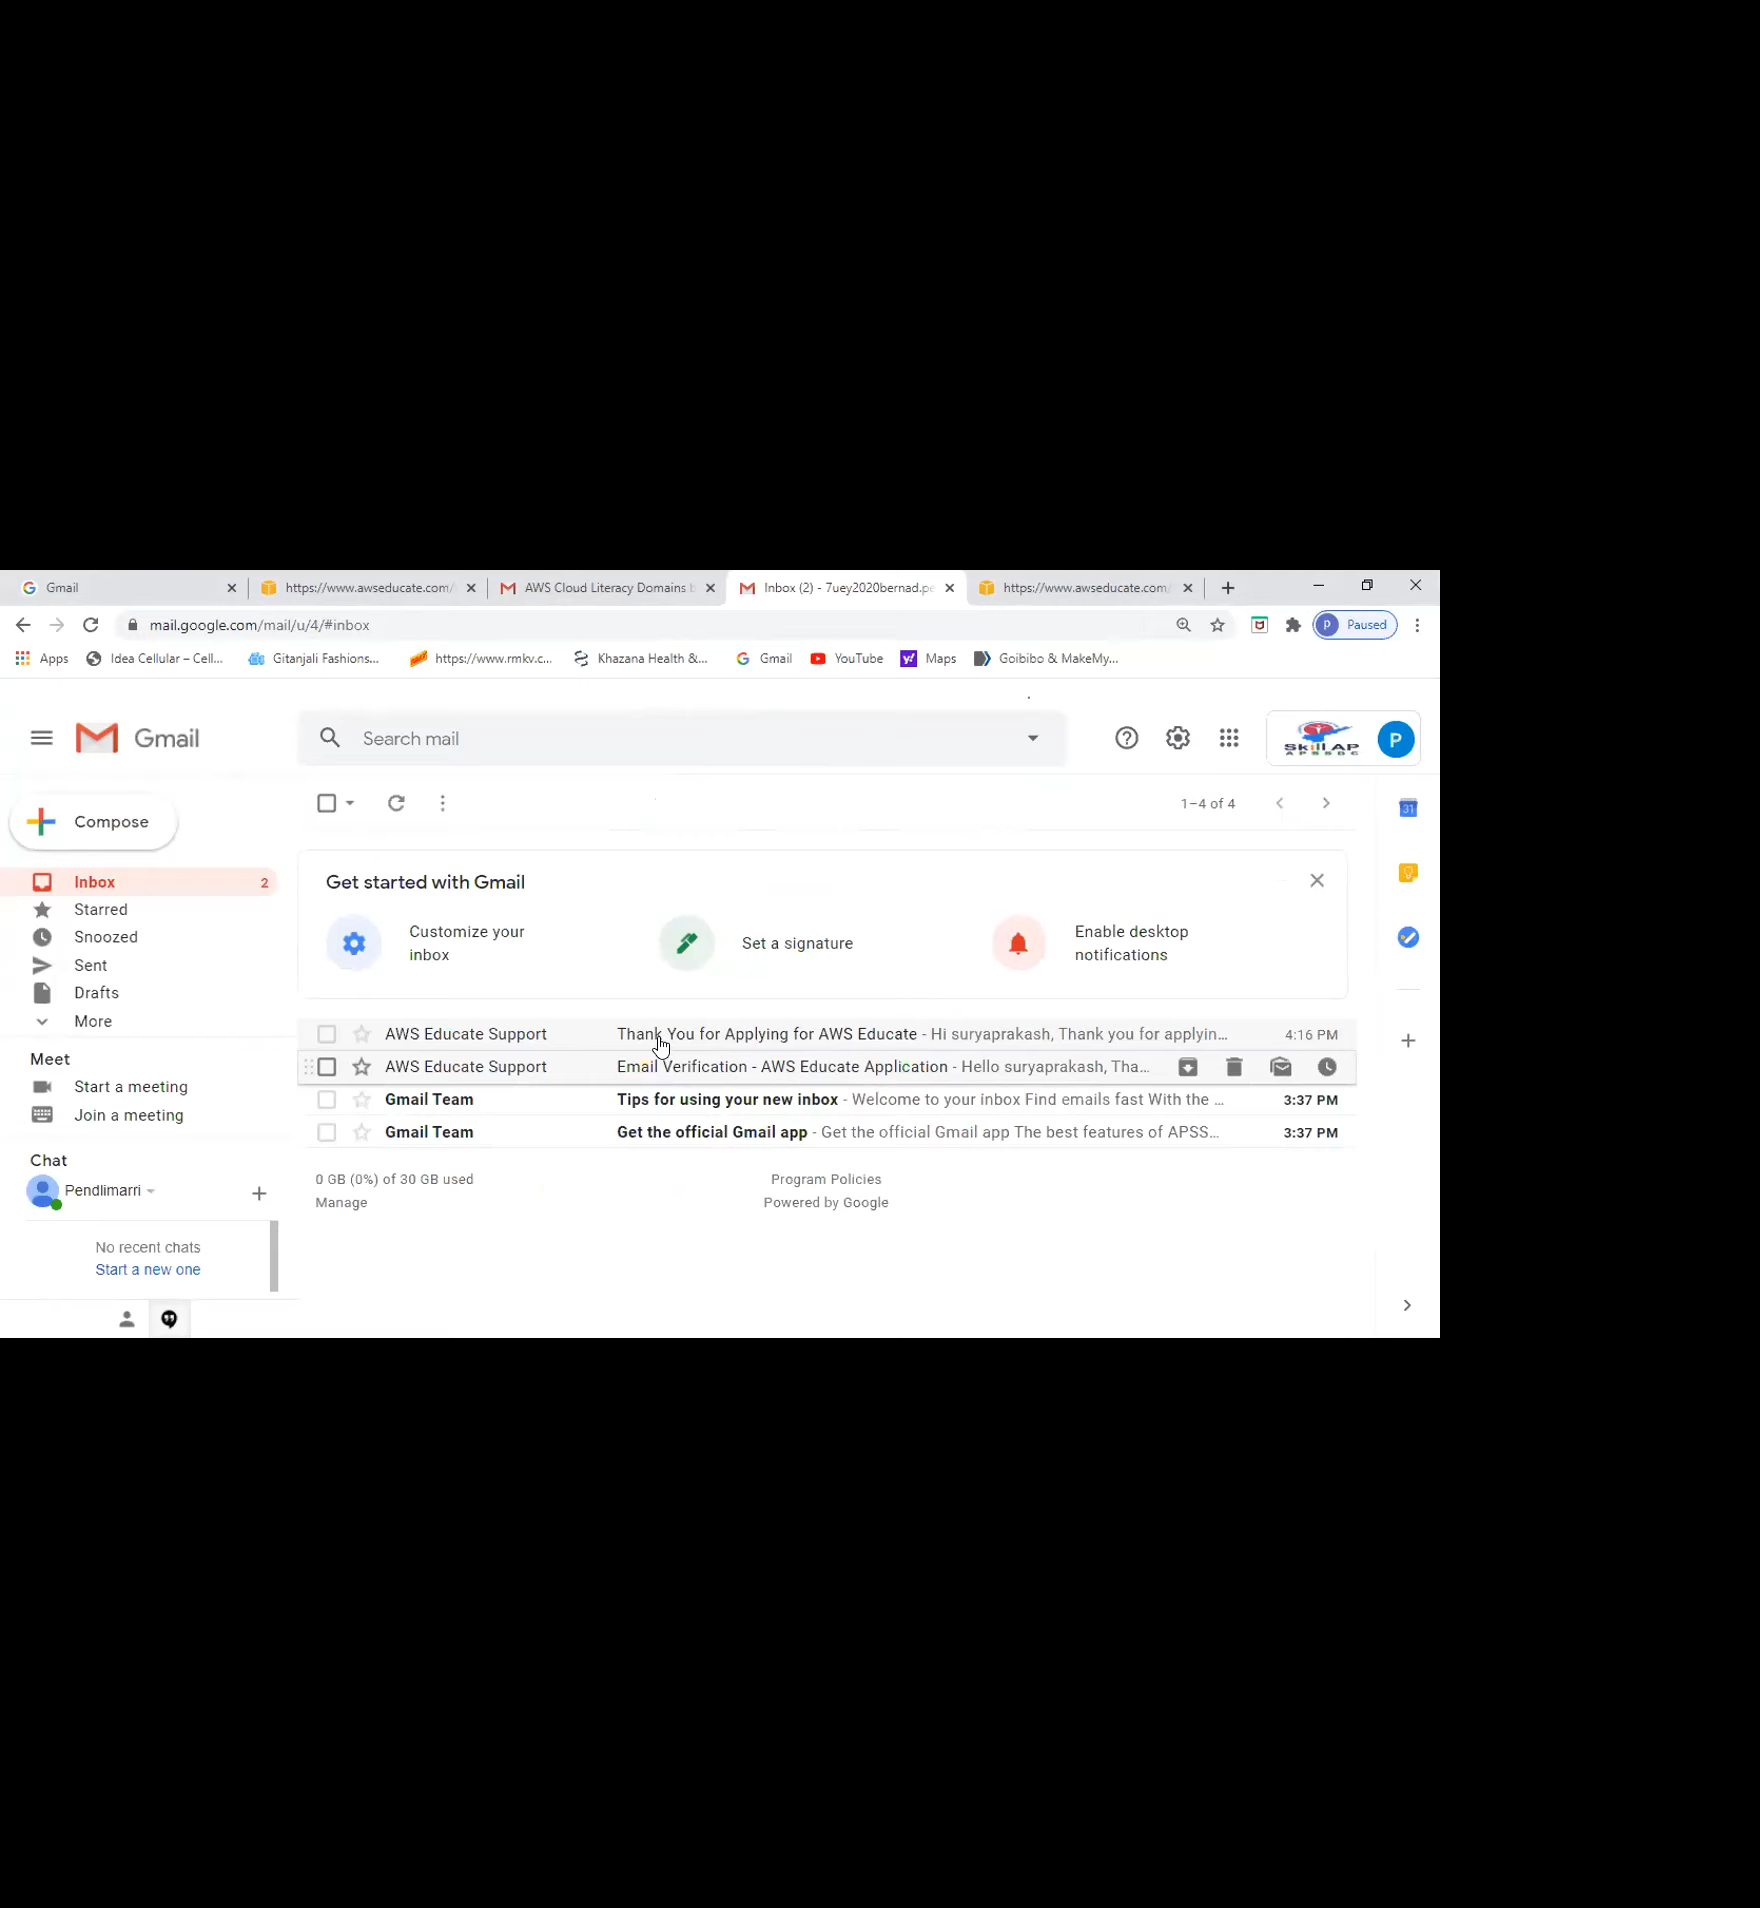 Gmail
https://www.awseducate.com/
AWS Cloud Literacy Domains b
Inbox (2) - 7uey2020bernad.pe
https://www.awseducate.com/
mail.google.com/mail/u/4/#inbox
P
Paused
Apps
Idea Cellular – Cell...
Gitanjali Fashions...
https://www.rmkv.c...
Khazana Health &...
Gmail
YouTube
Maps
Goibibo & MakeMy...
Gmail
Search mail
Skill AP
APSSDC
P
Compose
1–4 of 4
31
Inbox 2
Starred
Snoozed
Sent
Drafts
More
Get started with Gmail
Customize your
inbox
Set a signature
Enable desktop
notifications
AWS Educate Support Thank You for Applying for AWS Educate - Hi suryaprakash, Thank you for applyin... 4:16 PM
AWS Educate Support Email Verification - AWS Educate Application - Hello suryaprakash, Tha...
Gmail Team Tips for using your new inbox - Welcome to your inbox Find emails fast With the ... 3:37 PM
Gmail Team Get the official Gmail app - Get the official Gmail app The best features of APSS... 3:37 PM
Meet
Start a meeting
Join a meeting
Chat
Pendlimarri
No recent chats
Start a new one
0 GB (0%) of 30 GB used
Manage
Program Policies
Powered by Google